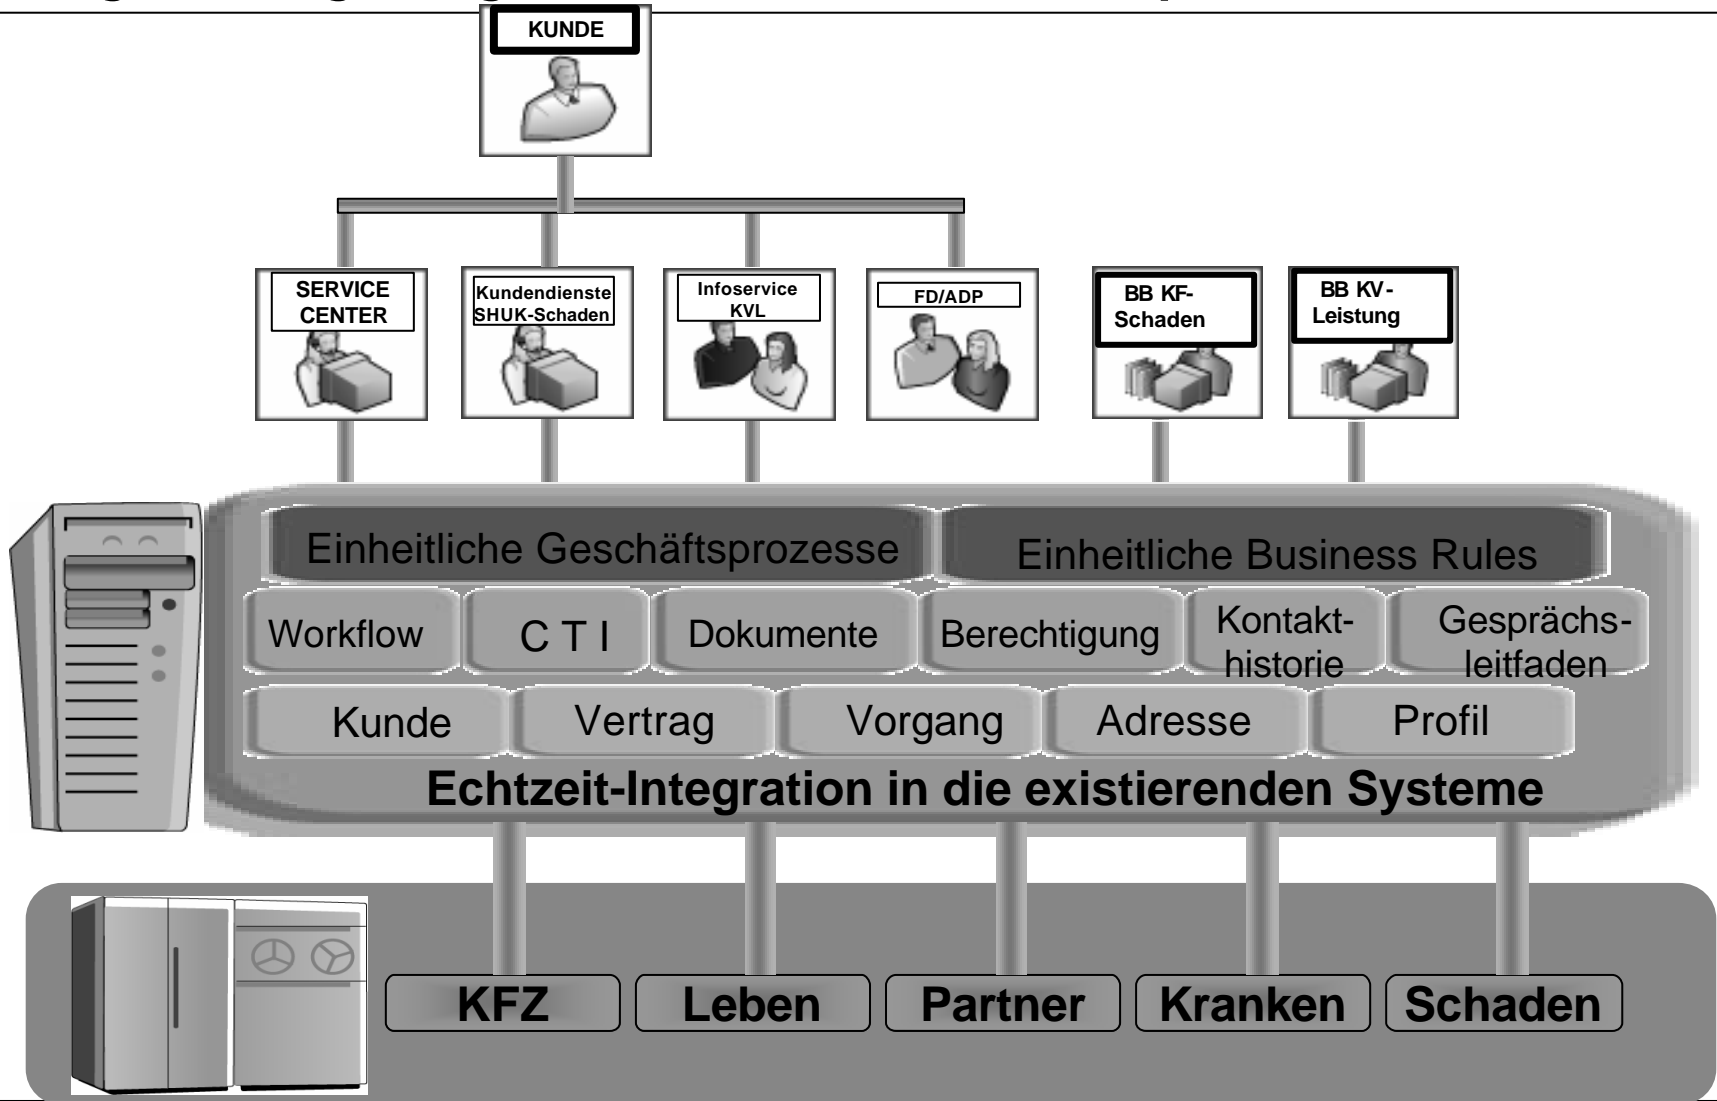 KUNDE
SERVICE
CENTER
Kundendienste
SHUK-Schaden
Infoservice
KVL
FD/ADP
BB KF-
Schaden
BB KV-
Leistung
Einheitliche Geschäftsprozesse
Einheitliche Business Rules
Workflow
C T I
Dokumente
Berechtigung
Kontakt-
historie
Gesprächs-
leitfaden
Kunde
Vertrag
Vorgang
Adresse
Profil
Echtzeit-Integration in die existierenden Systeme
KFZ
Leben
Partner
Kranken
Schaden